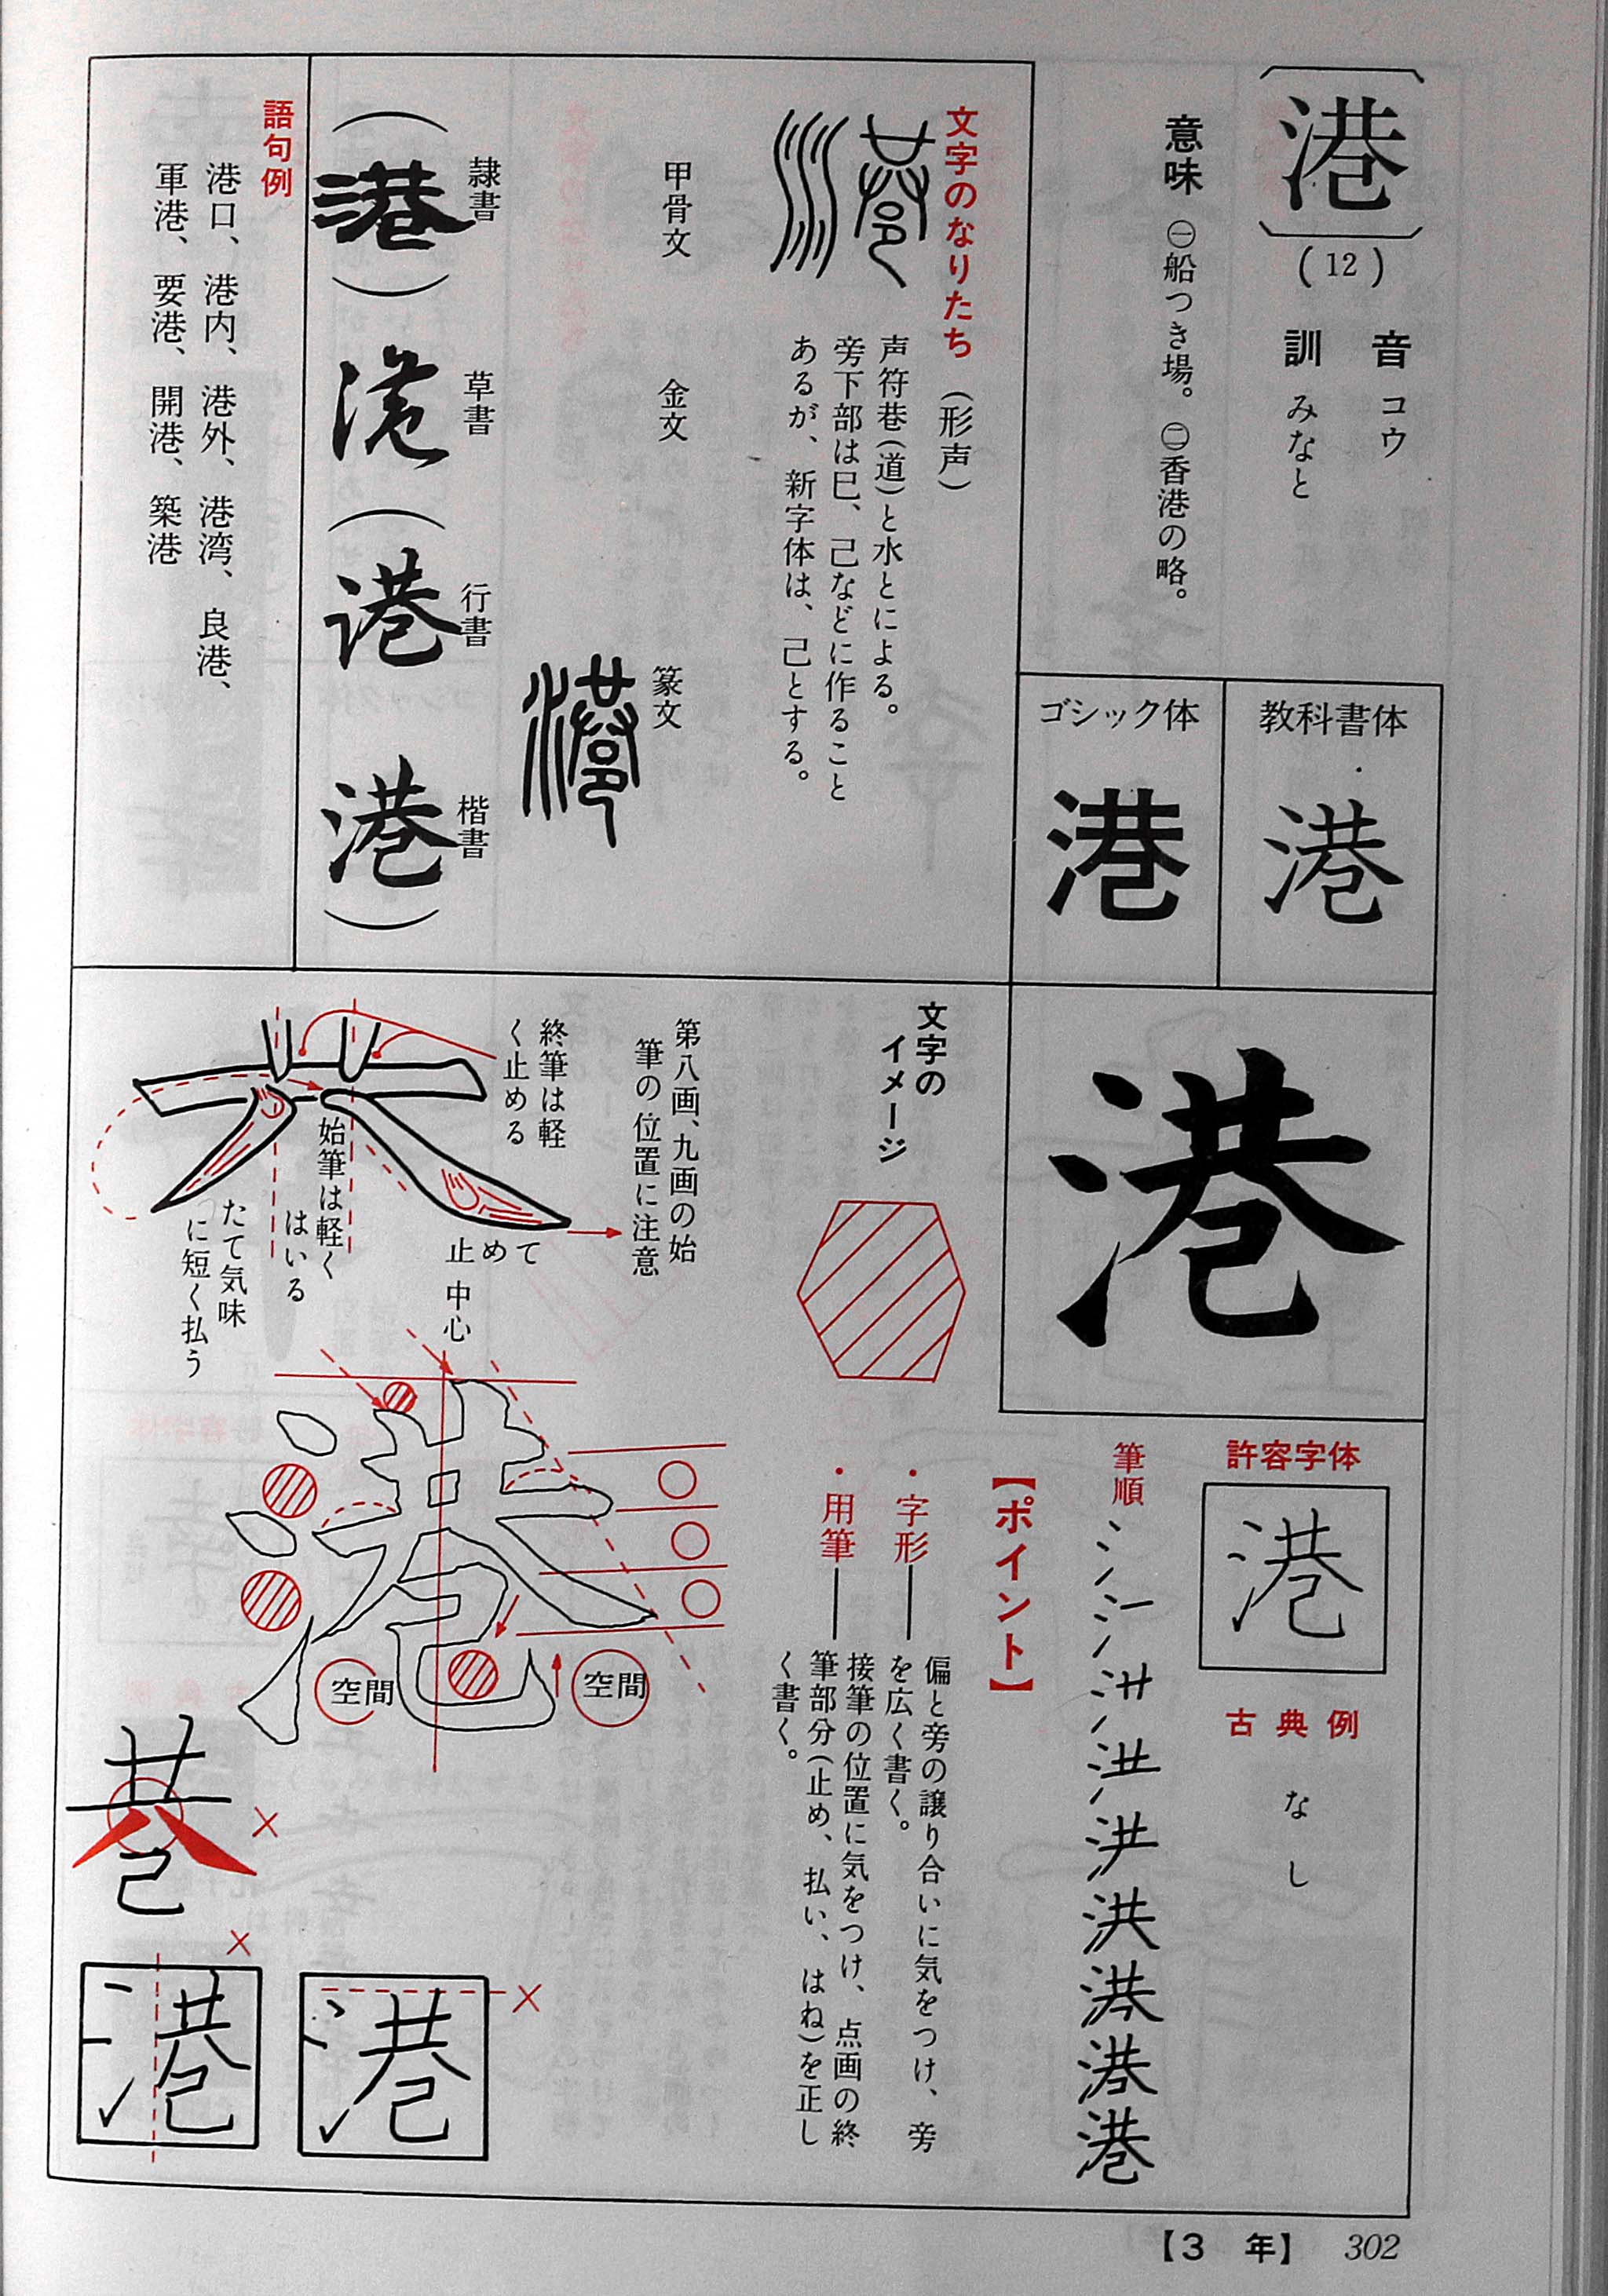 港
(12)
音 コウ
訓 みなと
意味 ㊀船つき場。㊁香港の略。
教科書体
港
ゴシック体
港
文字のなりたち（形声）
声符巷（道）と水とによる。
旁下部は巳、己などに作ること
あるが、新字体は、己とする。
甲骨文
金文
篆文
隷書
草書
行書
楷書
（港）港（港 港）
語句例
港口、港内、港外、港湾、良港、
軍港、要港、開港、築港
港
許容字体
港
古典例
なし
筆順
【ポイント】
・字形――偏と旁の譲り合いに気をつけ、旁
を広く書く。
・用筆――接筆の位置に気をつけ、点画の終
筆部分（止め、払い、はね）を正し
く書く。
文字の
イメージ
第八画、九画の始
筆の位置に注意
終筆は軽
く止める
始筆は軽く
はいる
たて気味
に短く払う
止めて
止
中心
空間
空間
港
港
【3 年】 302